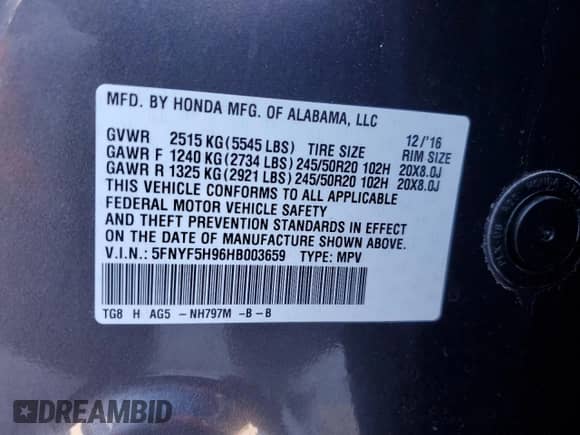 MFD. BY HONDA MFG. OF ALABAMA, LLC
GVWR 2515 KG(5545 LBS) TIRE SIZE 12/'16 RIM SIZE
GAWR F 1240 KG(2734 LBS) 245/50R20 102H 20X8.0J
GAWR R 1325 KG(2921 LBS) 245/50R20 102H 20X8.0J
THIS VEHICLE CONFORMS TO ALL APPLICABLE
FEDERAL MOTOR VEHICLE SAFETY
AND THEFT PREVENTION STANDARDS IN EFFECT
ON THE DATE OF MANUFACTURE SHOWN ABOVE.
V.I.N.: 5FNYF5H96HB003659 TYPE: MPV
TG8 H AG5 -NH797M -B-B
DREAMBID